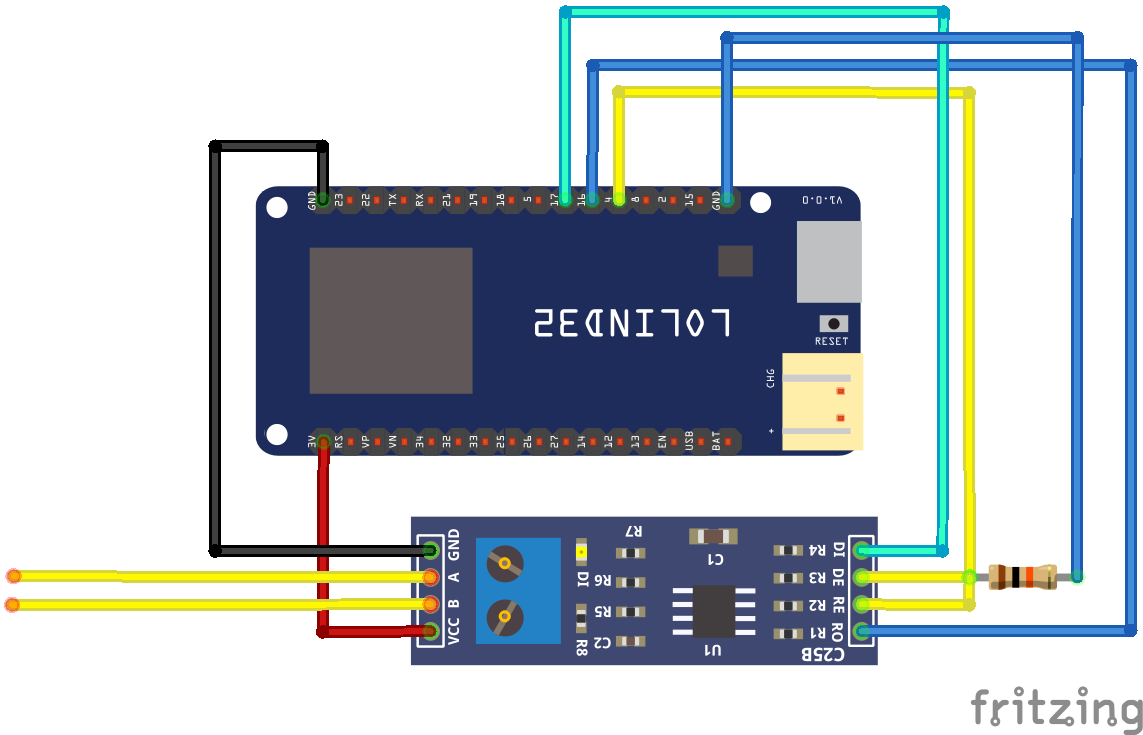 GND 23 22 TX RX 21 19 18 5 17 16 4 8 2 15 GND
V1.0.0
LOLIND32
RESET
CHG
+
3V RS VP VN 34 32 33 25 26 27 14 12 13 EN USB BAT
GND
A
B
VCC
R7
C1
D1
R6
R5
R8
C2
U1
R4
R3
R2
R1
DI
DE
RE
RO
C25B
fritzing